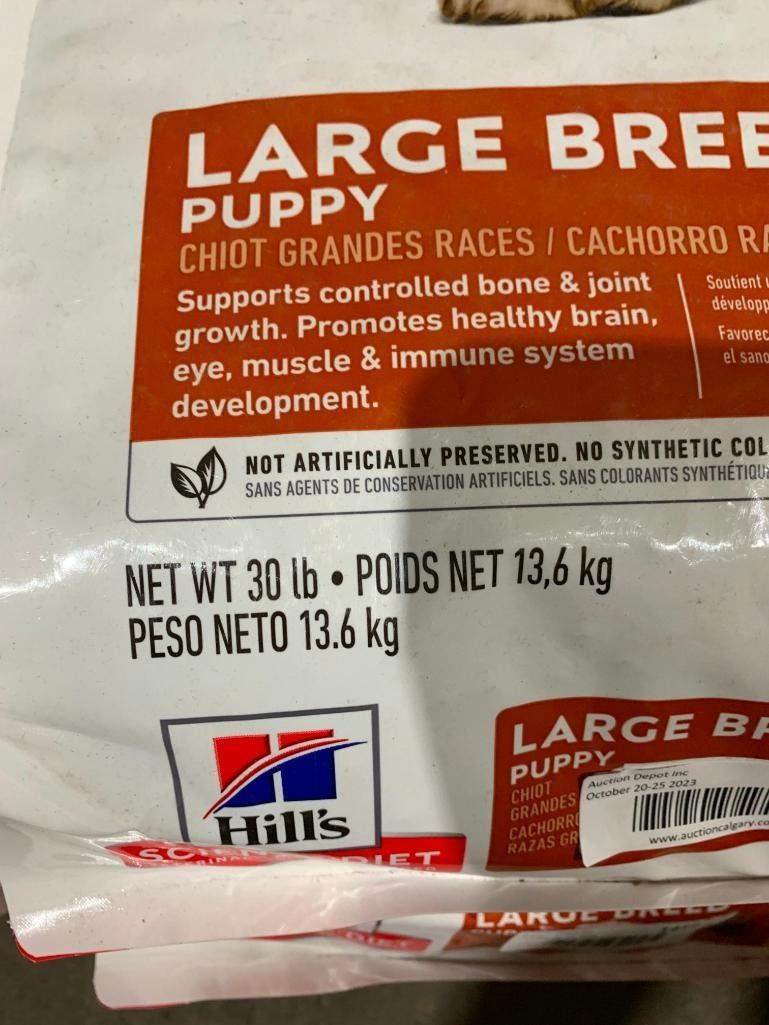 LARGE BREE
PUPPY
CHIOT GRANDES RACES / CACHORRO RA
Supports controlled bone & joint
growth. Promotes healthy brain,
eye, muscle & immune system
development.
Soutient
développ
Favorec
el sano
NOT ARTIFICIALLY PRESERVED. NO SYNTHETIC COL
SANS AGENTS DE CONSERVATION ARTIFICIELS. SANS COLORANTS SYNTHÉTIQU
NET WT 30 lb • POIDS NET 13,6 kg
PESO NETO 13.6 kg
Hill's
DIET
LARGE BR
PUPPY
CHIOT
GRANDES
CACHORR
RAZAS GR
Auction Depot Inc
October 20-25 2023
www.auctioncalgary.co
LARGE BREED